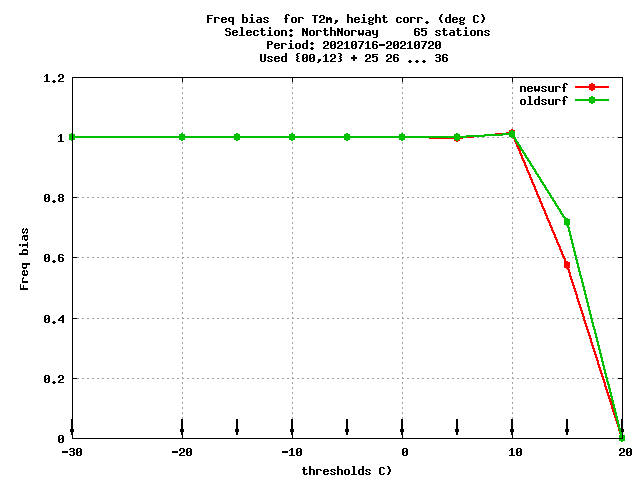 Freq bias  for T2m, height corr. (deg C)
Selection: NorthNorway     65 stations
Period: 20210716-20210720
Used {00,12} + 25 26 ... 36
newsurf
oldsurf
1.2
1
0.8
0.6
0.4
0.2
0
Freq bias
-30
-20
-10
0
10
20
thresholds C)